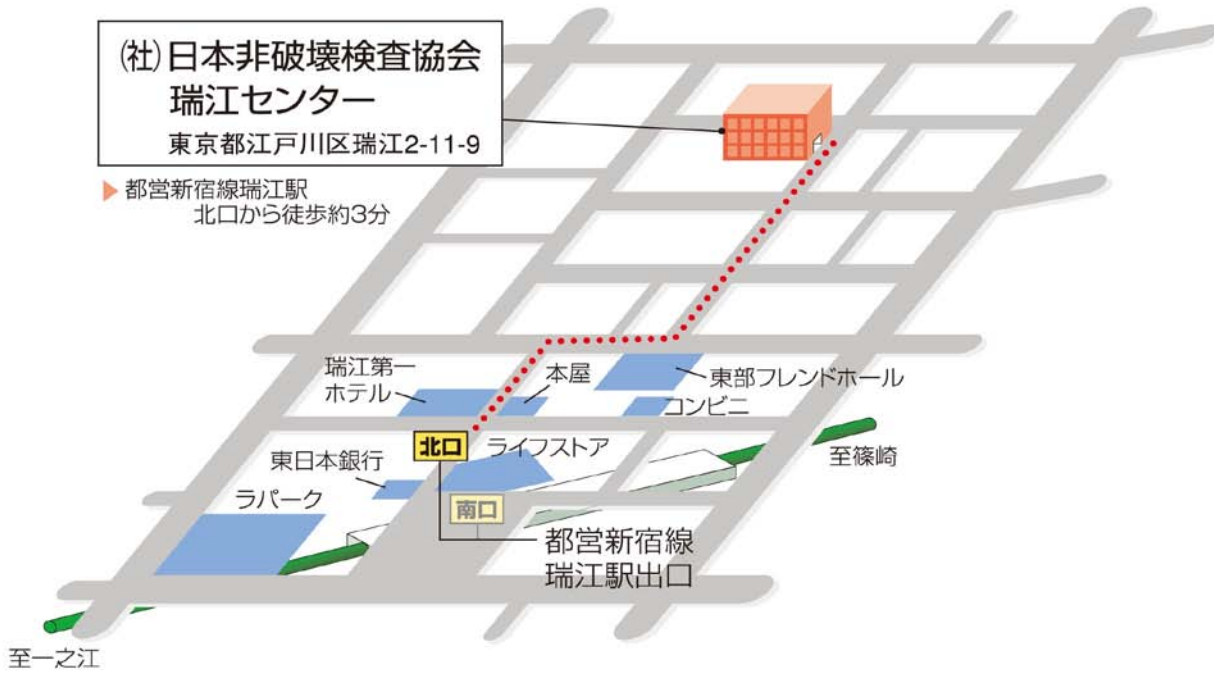 (社)日本非破壊検査協会
瑞江センター
東京都江戸川区瑞江2-11-9
▶都営新宿線瑞江駅
北口から徒歩約3分
瑞江第一
ホテル
本屋
東部フレンドホール
コンビニ
北口
ライフストア
至篠崎
東日本銀行
ラパーク
南口
都営新宿線
瑞江駅出口
至一之江